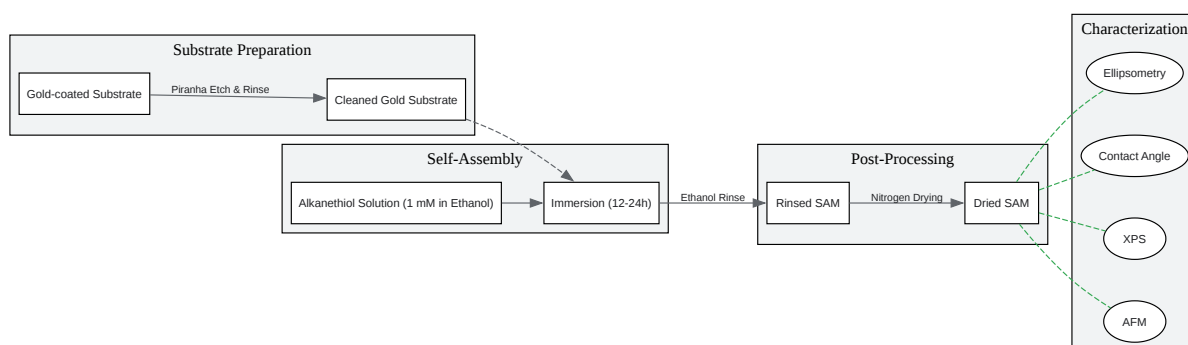 Substrate Preparation
Gold-coated Substrate
Piranha Etch & Rinse
Cleaned Gold Substrate
Self-Assembly
Alkanethiol Solution (1 mM in Ethanol)
Immersion (12-24h)
Ethanol Rinse
Post-Processing
Rinsed SAM
Nitrogen Drying
Dried SAM
Characterization
Ellipsometry
Contact Angle
XPS
AFM